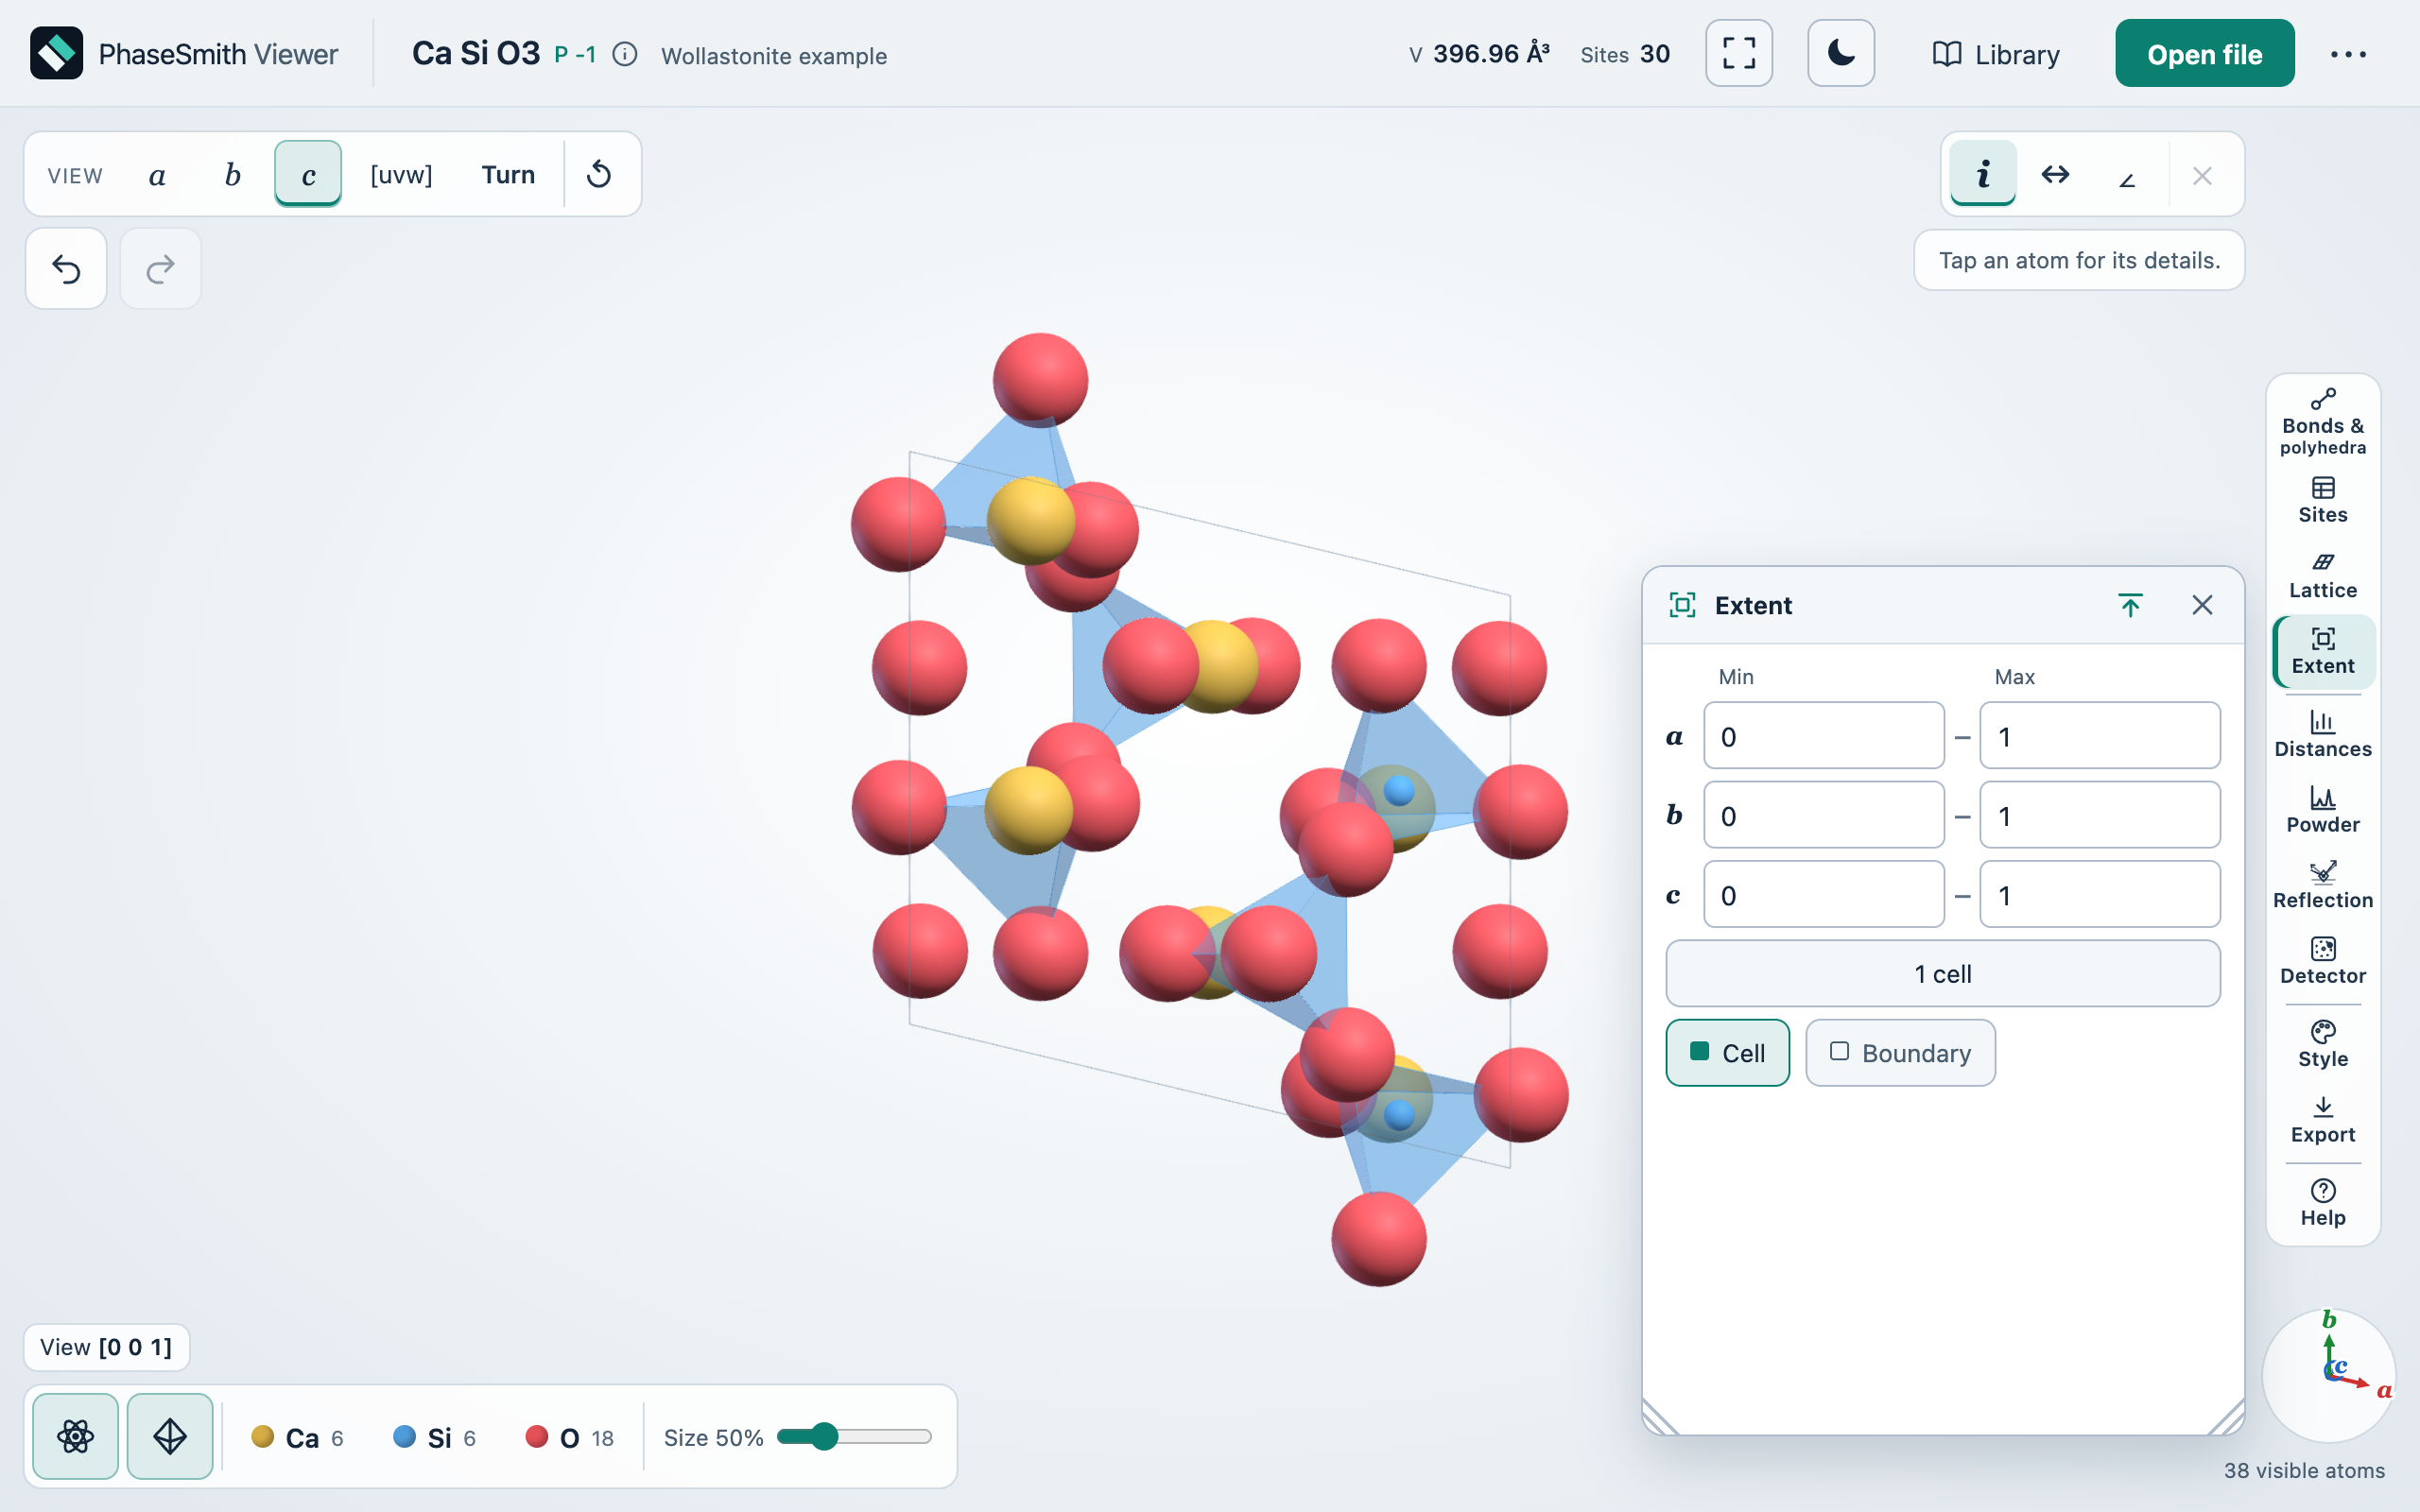 PhaseSmith Viewer
Ca Si O3 P -1 i Wollastonite example
V 396.96 Å³ Sites 30
Library
Open file
VIEW a b c [uvw] Turn
i
Tap an atom for its details.
Bonds &
polyhedra
Sites
Lattice
Extent
Distances
Powder
Reflection
Detector
Style
Export
Help
Extent
Min Max
a 0 – 1
b 0 – 1
c 0 – 1
1 cell
Cell Boundary
View [0 0 1]
Ca 6 Si 6 O 18 Size 50%
b
c
a
38 visible atoms